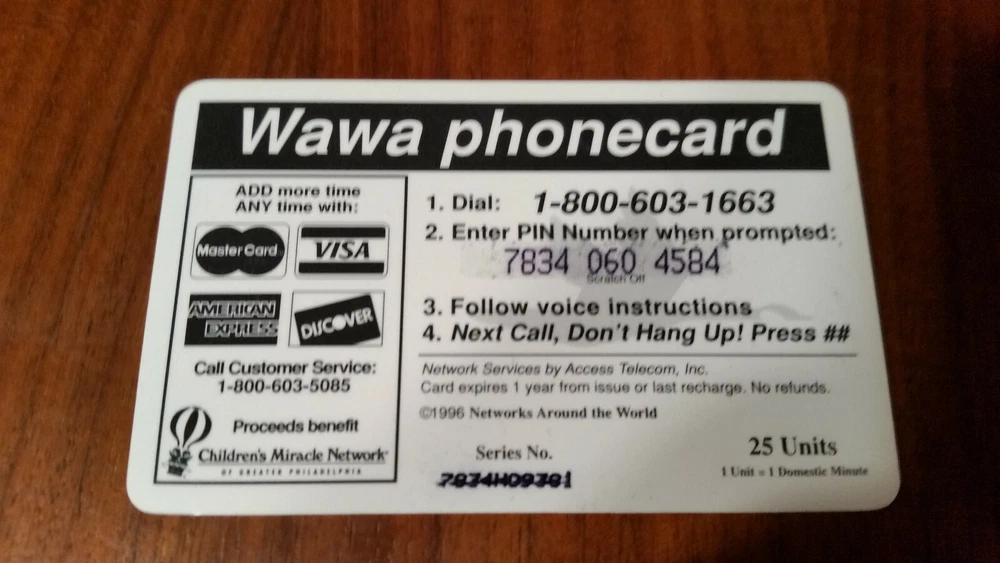 Wawa phonecard
ADD more time
ANY time with:
MasterCard
VISA
AMERICAN
EXPRESS
DISCOVER
Call Customer Service:
1-800-603-5085
Proceeds benefit
Children's Miracle Network
OF GREATER PHILADELPHIA
1. Dial: 1-800-603-1663
2. Enter PIN Number when prompted:
7834 060 4584
Scratch Off
3. Follow voice instructions
4. Next Call, Don't Hang Up! Press ##
Network Services by Access Telecom, Inc.
Card expires 1 year from issue or last recharge. No refunds.
©1996 Networks Around the World
Series No.
7834H09381
25 Units
1 Unit = 1 Domestic Minute